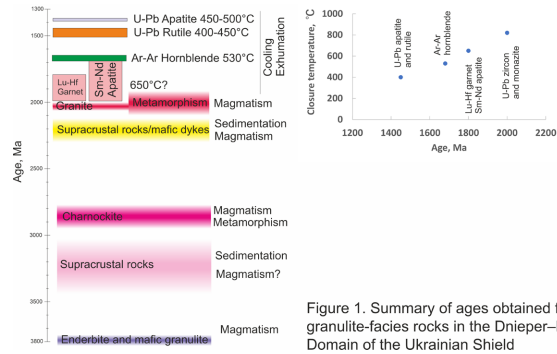 1300
1500
2000
2500
3000
3500
3800
Age, Ma
U-Pb Apatite 450-500°C
U-Pb Rutile 400-450°C
Ar-Ar Hornblende 530°C
Cooling
Exhumation
Lu-Hf
Garnet
Sm-Nd
Apatite
650°C?
Metamorphism
Magmatism
Granite
Supracrustal rocks/mafic dykes
Sedimentation
Magmatism
Charnockite
Magmatism
Metamorphism
Supracrustal rocks
Sedimentation
Magmatism?
Enderbite and mafic granulite
Magmatism
Closure temperature, °C
1000
800
600
400
200
0
U-Pb apatite
and rutile
Ar-Ar
hornblende
Lu-Hf garnet
Sm-Nd apatite
U-Pb zircon
and monazite
1200 1400 1600 1800 2000 2200
Age, Ma
Figure 1. Summary of ages obtained f
granulite-facies rocks in the Dnieper–
Domain of the Ukrainian Shield